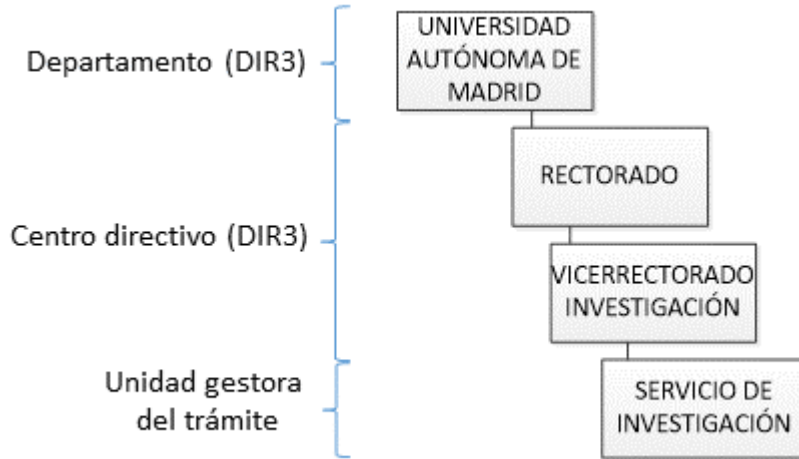 Departamento (DIR3)
UNIVERSIDAD
AUTÓNOMA DE
MADRID
RECTORADO
Centro directivo (DIR3)
VICERRECTORADO
INVESTIGACIÓN
Unidad gestora
del trámite
SERVICIO DE
INVESTIGACIÓN